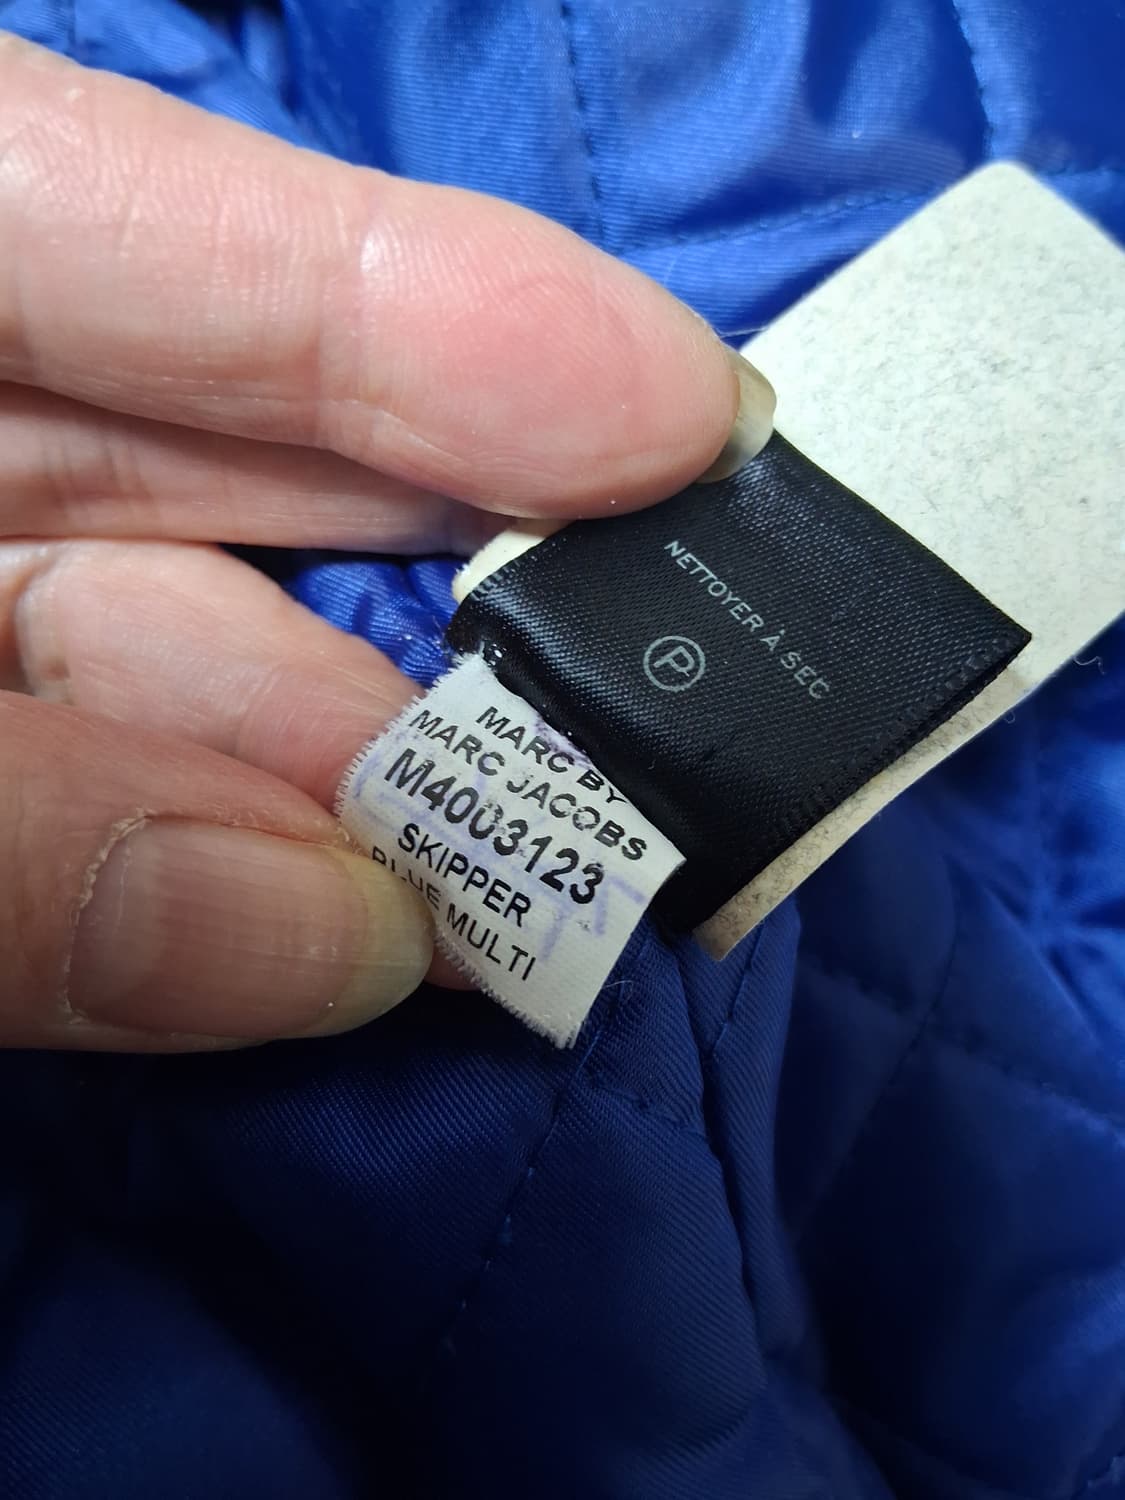 NETTOYER À SEC
P
MARC BY
MARC JACOBS
M4003123
SKIPPER
BLUE MULTI